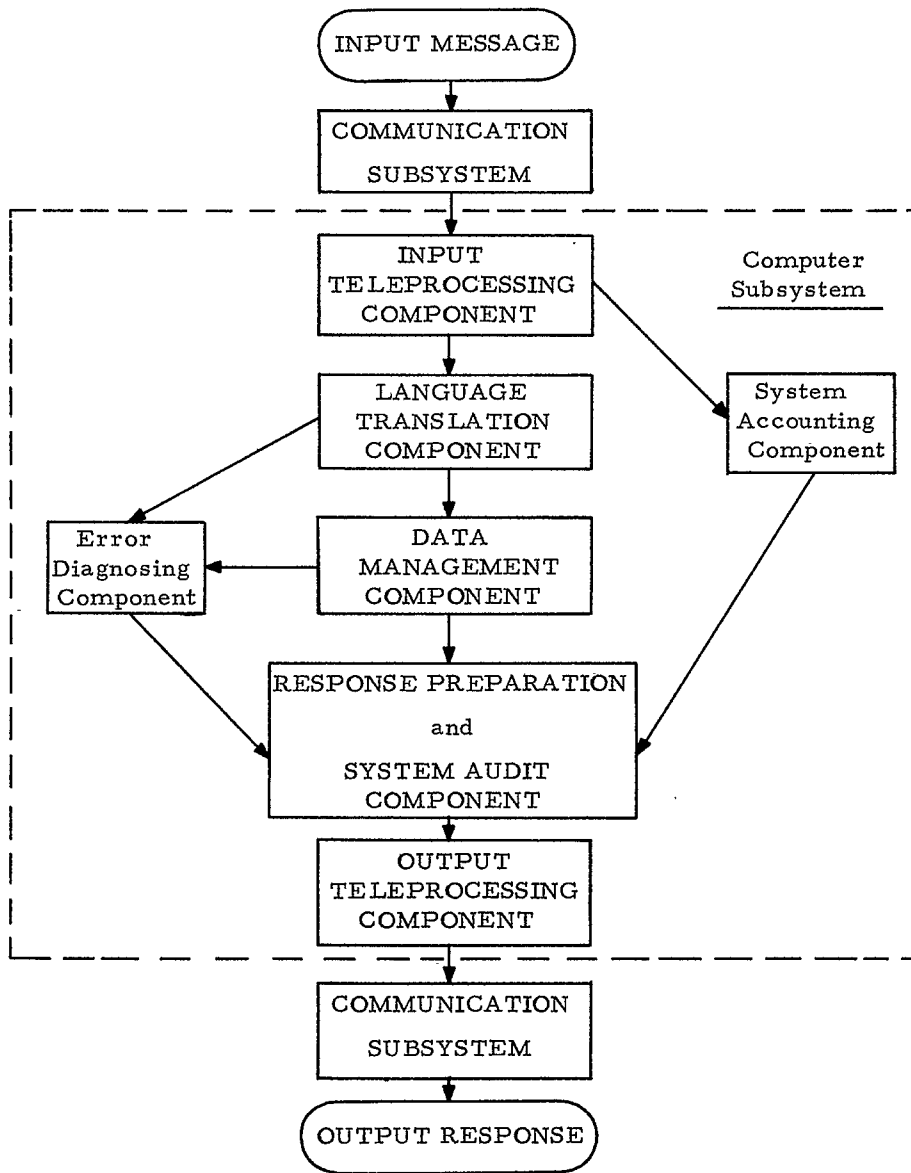 INPUT MESSAGE
COMMUNICATION
SUBSYSTEM
INPUT
TELEPROCESSING
COMPONENT
Computer
Subsystem
LANGUAGE
TRANSLATION
COMPONENT
System
Accounting
Component
Error
Diagnosing
Component
DATA
MANAGEMENT
COMPONENT
RESPONSE PREPARATION
and
SYSTEM AUDIT
COMPONENT
OUTPUT
TELEPROCESSING
COMPONENT
COMMUNICATION
SUBSYSTEM
OUTPUT RESPONSE